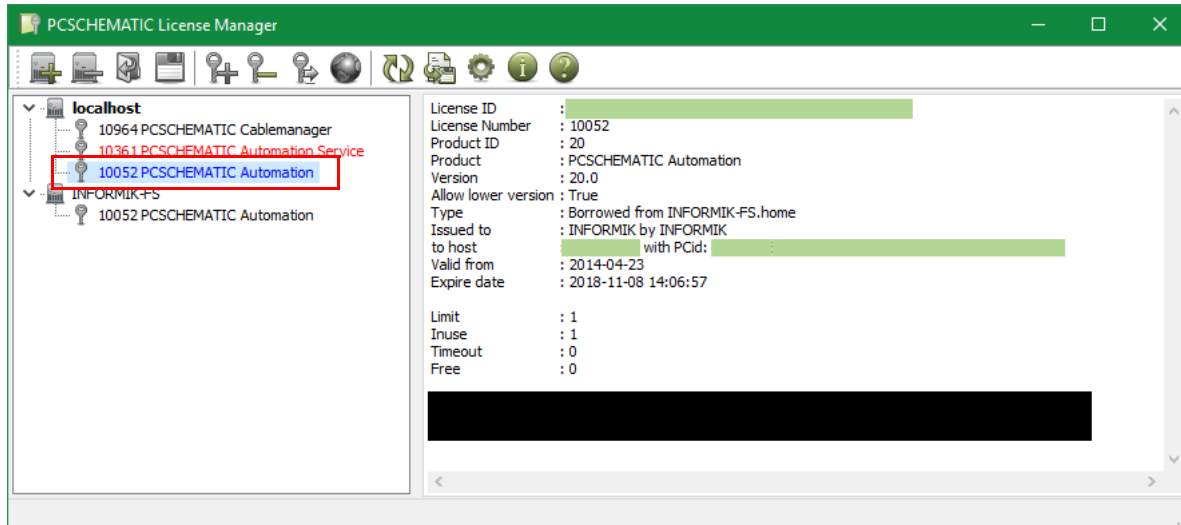 PCSCHEMATIC License Manager
localhost
10964 PCSCHEMATIC Cablemanager
10361 PCSCHEMATIC Automation Service
10052 PCSCHEMATIC Automation
INFORMIK-FS
10052 PCSCHEMATIC Automation
License ID :
License Number : 10052
Product ID : 20
Product : PCSCHEMATIC Automation
Version : 20.0
Allow lower version : True
Type : Borrowed from INFORMIK-FS.home
Issued to : INFORMIK by INFORMIK
to host : with PCid:
Valid from : 2014-04-23
Expire date : 2018-11-08 14:06:57
Limit : 1
Inuse : 1
Timeout : 0
Free : 0